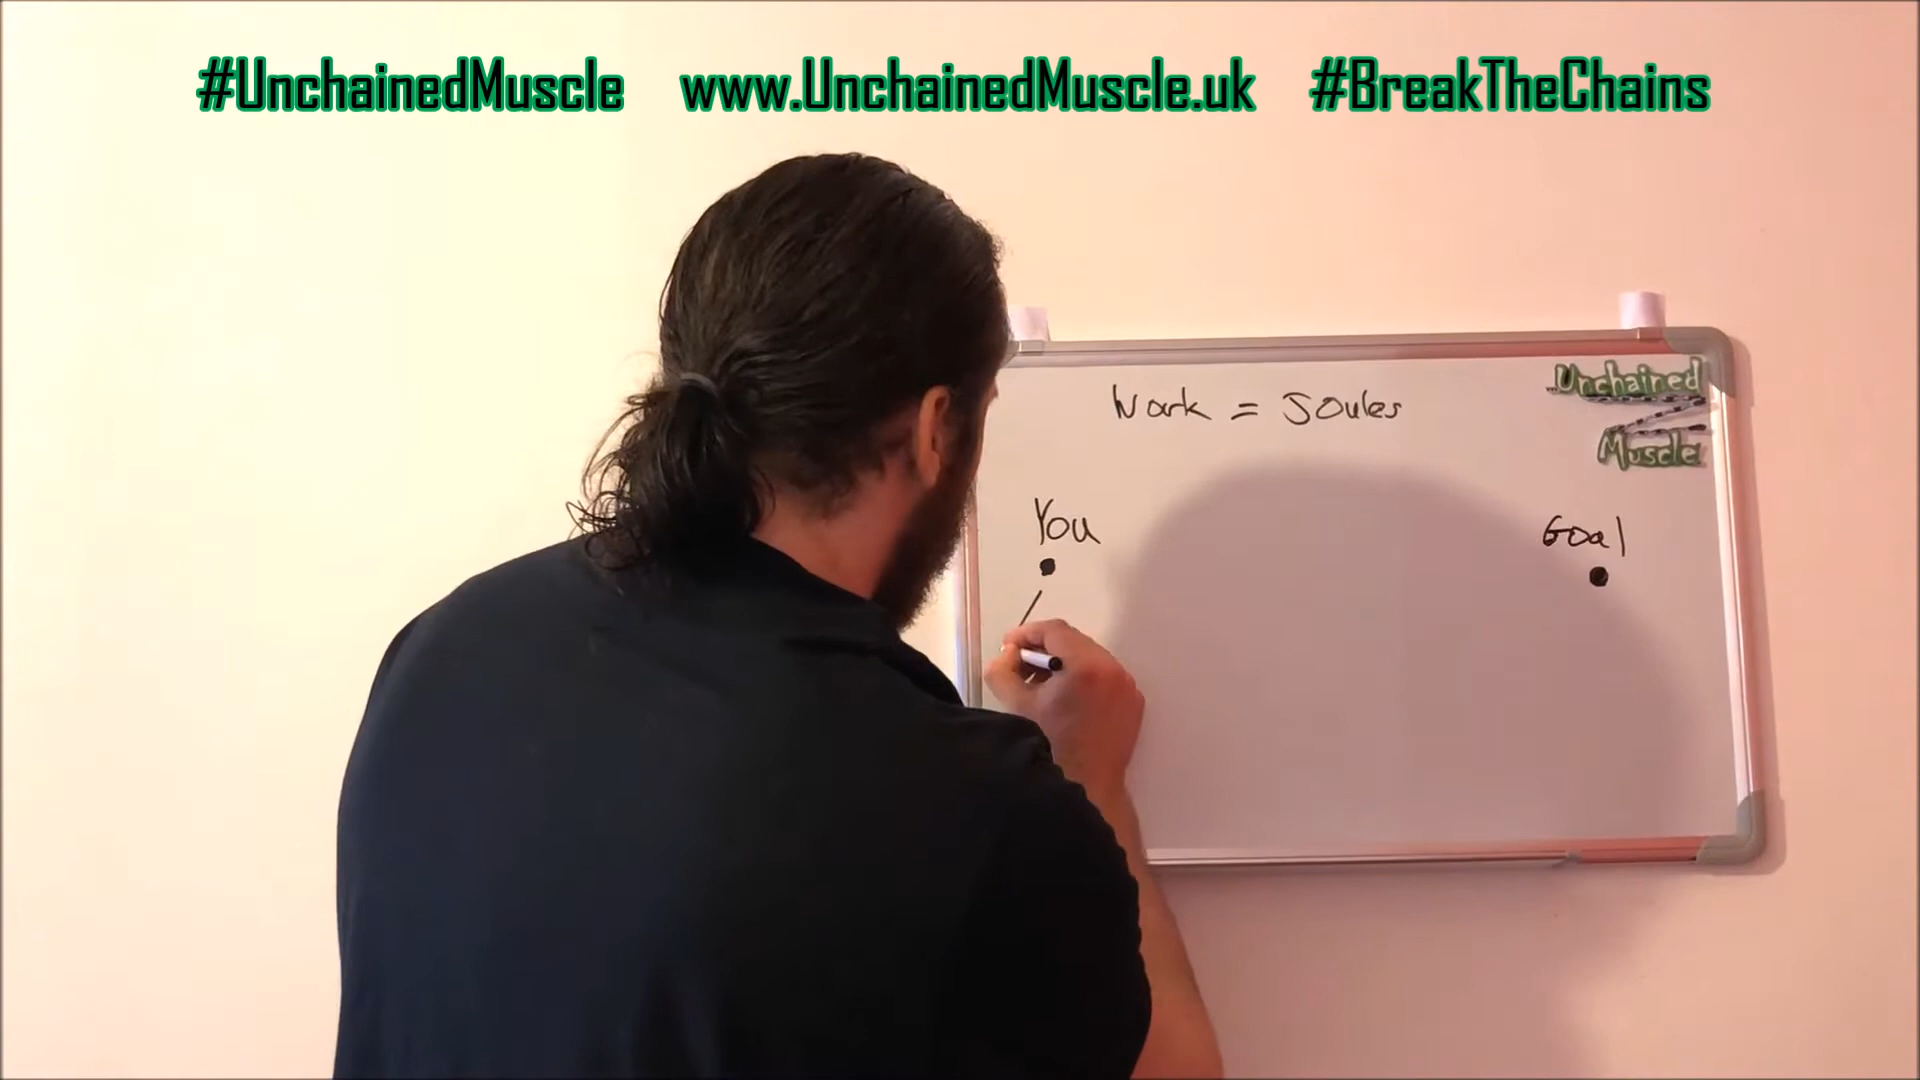 #UnchainedMuscle www.UnchainedMuscle.uk #BreakTheChains
Work = Joules
Unchained
Muscle
You
Goal